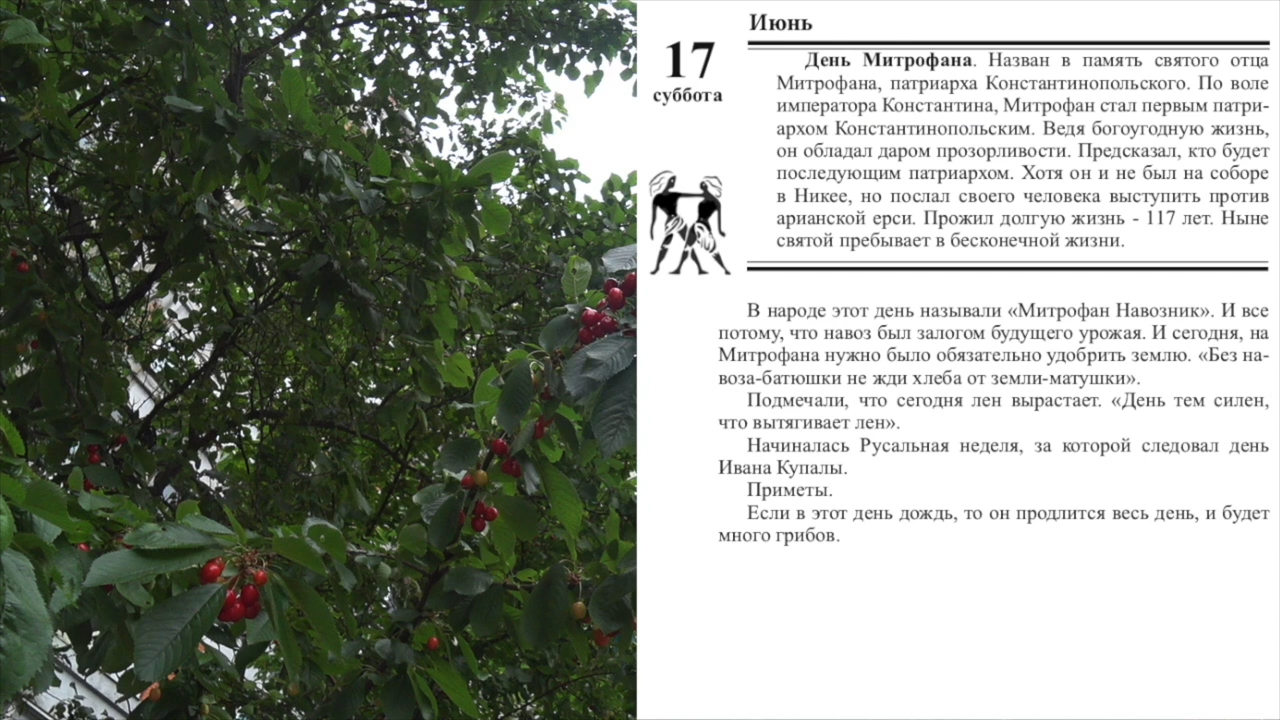 Июнь
17
суббота
День Митрофана. Назван в память святого отца
Митрофана, патриарха Константинопольского. По воле
императора Константина, Митрофан стал первым патри-
архом Константинопольским. Ведя богоугодную жизнь,
он обладал даром прозорливости. Предсказал, кто будет
последующим патриархом. Хотя он и не был на соборе
в Никее, но послал своего человека выступить против
арианской ерси. Прожил долгую жизнь - 117 лет. Ныне
святой пребывает в бесконечной жизни.
В народе этот день называли «Митрофан Навозник». И все
потому, что навоз был залогом будущего урожая. И сегодня, на
Митрофана нужно было обязательно удобрить землю. «Без на-
воза-батюшки не жди хлеба от земли-матушки».
Подмечали, что сегодня лен вырастает. «День тем силен,
что вытягивает лен».
Начиналась Русальная неделя, за которой следовал день
Ивана Купалы.
Приметы.
Если в этот день дождь, то он продлится весь день, и будет
много грибов.